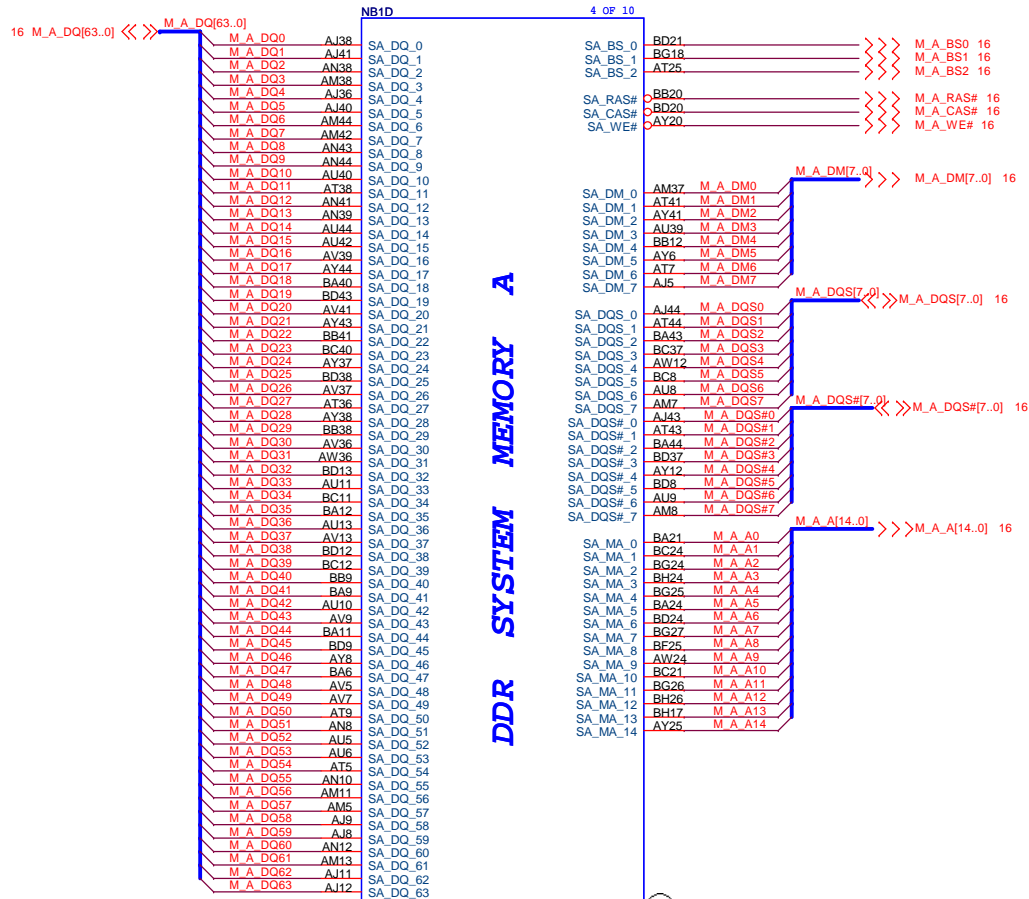 NB1D 4 OF 10
16 M_A_DQ[63..0] M_A_DQ[63..0]
M_A_DQ0 AJ38 SA_DQ_0
M_A_DQ1 AJ41 SA_DQ_1
M_A_DQ2 AN38 SA_DQ_2
M_A_DQ3 AM38 SA_DQ_3
M_A_DQ4 AJ36 SA_DQ_4
M_A_DQ5 AJ40 SA_DQ_5
M_A_DQ6 AM44 SA_DQ_6
M_A_DQ7 AM42 SA_DQ_7
M_A_DQ8 AN43 SA_DQ_8
M_A_DQ9 AN44 SA_DQ_9
M_A_DQ10 AU40 SA_DQ_10
M_A_DQ11 AT38 SA_DQ_11
M_A_DQ12 AN41 SA_DQ_12
M_A_DQ13 AN39 SA_DQ_13
M_A_DQ14 AU44 SA_DQ_14
M_A_DQ15 AU42 SA_DQ_15
M_A_DQ16 AV39 SA_DQ_16
M_A_DQ17 AY44 SA_DQ_17
M_A_DQ18 BA40 SA_DQ_18
M_A_DQ19 BD43 SA_DQ_19
M_A_DQ20 AV41 SA_DQ_20
M_A_DQ21 AY43 SA_DQ_21
M_A_DQ22 BB41 SA_DQ_22
M_A_DQ23 BC40 SA_DQ_23
M_A_DQ24 AY37 SA_DQ_24
M_A_DQ25 BD38 SA_DQ_25
M_A_DQ26 AV37 SA_DQ_26
M_A_DQ27 AT36 SA_DQ_27
M_A_DQ28 AY38 SA_DQ_28
M_A_DQ29 BB38 SA_DQ_29
M_A_DQ30 AV36 SA_DQ_30
M_A_DQ31 AW36 SA_DQ_31
M_A_DQ32 BD13 SA_DQ_32
M_A_DQ33 AU11 SA_DQ_33
M_A_DQ34 BC11 SA_DQ_34
M_A_DQ35 BA12 SA_DQ_35
M_A_DQ36 AU13 SA_DQ_36
M_A_DQ37 AV13 SA_DQ_37
M_A_DQ38 BD12 SA_DQ_38
M_A_DQ39 BC12 SA_DQ_39
M_A_DQ40 BB9 SA_DQ_40
M_A_DQ41 BA9 SA_DQ_41
M_A_DQ42 AU10 SA_DQ_42
M_A_DQ43 AV9 SA_DQ_43
M_A_DQ44 BA11 SA_DQ_44
M_A_DQ45 BD9 SA_DQ_45
M_A_DQ46 AY8 SA_DQ_46
M_A_DQ47 BA6 SA_DQ_47
M_A_DQ48 AV5 SA_DQ_48
M_A_DQ49 AV7 SA_DQ_49
M_A_DQ50 AT9 SA_DQ_50
M_A_DQ51 AN8 SA_DQ_51
M_A_DQ52 AU5 SA_DQ_52
M_A_DQ53 AU6 SA_DQ_53
M_A_DQ54 AT5 SA_DQ_54
M_A_DQ55 AN10 SA_DQ_55
M_A_DQ56 AM11 SA_DQ_56
M_A_DQ57 AM5 SA_DQ_57
M_A_DQ58 AJ9 SA_DQ_58
M_A_DQ59 AJ8 SA_DQ_59
M_A_DQ60 AN12 SA_DQ_60
M_A_DQ61 AM13 SA_DQ_61
M_A_DQ62 AJ11 SA_DQ_62
M_A_DQ63 AJ12 SA_DQ_63
DDR SYSTEM MEMORY A
SA_BS_0 BD21 M_A_BS0 16
SA_BS_1 BG18 M_A_BS1 16
SA_BS_2 AT25 M_A_BS2 16
SA_RAS# BB20 M_A_RAS# 16
SA_CAS# BD20 M_A_CAS# 16
SA_WE# AY20 M_A_WE# 16
M_A_DM[7..0] M_A_DM[7..0] 16
SA_DM_0 AM37 M_A_DM0
SA_DM_1 AT41 M_A_DM1
SA_DM_2 AY41 M_A_DM2
SA_DM_3 AU39 M_A_DM3
SA_DM_4 BB12 M_A_DM4
SA_DM_5 AY6 M_A_DM5
SA_DM_6 AT7 M_A_DM6
SA_DM_7 AJ5 M_A_DM7
M_A_DQS[7..0] M_A_DQS[7..0] 16
SA_DQS_0 AJ44 M_A_DQS0
SA_DQS_1 AT44 M_A_DQS1
SA_DQS_2 BA43 M_A_DQS2
SA_DQS_3 BC37 M_A_DQS3
SA_DQS_4 AW12 M_A_DQS4
SA_DQS_5 BC8 M_A_DQS5
SA_DQS_6 AU8 M_A_DQS6
SA_DQS_7 AM7 M_A_DQS7
M_A_DQS#[7..0] M_A_DQS#[7..0] 16
SA_DQS#_0 AJ43 M_A_DQS#0
SA_DQS#_1 AT43 M_A_DQS#1
SA_DQS#_2 BA44 M_A_DQS#2
SA_DQS#_3 BD37 M_A_DQS#3
SA_DQS#_4 AY12 M_A_DQS#4
SA_DQS#_5 BD8 M_A_DQS#5
SA_DQS#_6 AU9 M_A_DQS#6
SA_DQS#_7 AM8 M_A_DQS#7
M_A_A[14..0] M_A_A[14..0] 16
SA_MA_0 BA21 M_A_A0
SA_MA_1 BC24 M_A_A1
SA_MA_2 BG24 M_A_A2
SA_MA_3 BH24 M_A_A3
SA_MA_4 BG25 M_A_A4
SA_MA_5 BA24 M_A_A5
SA_MA_6 BD24 M_A_A6
SA_MA_7 BG27 M_A_A7
SA_MA_8 BF25 M_A_A8
SA_MA_9 AW24 M_A_A9
SA_MA_10 BC21 M_A_A10
SA_MA_11 BG26 M_A_A11
SA_MA_12 BH26 M_A_A12
SA_MA_13 BH17 M_A_A13
SA_MA_14 AY25 M_A_A14